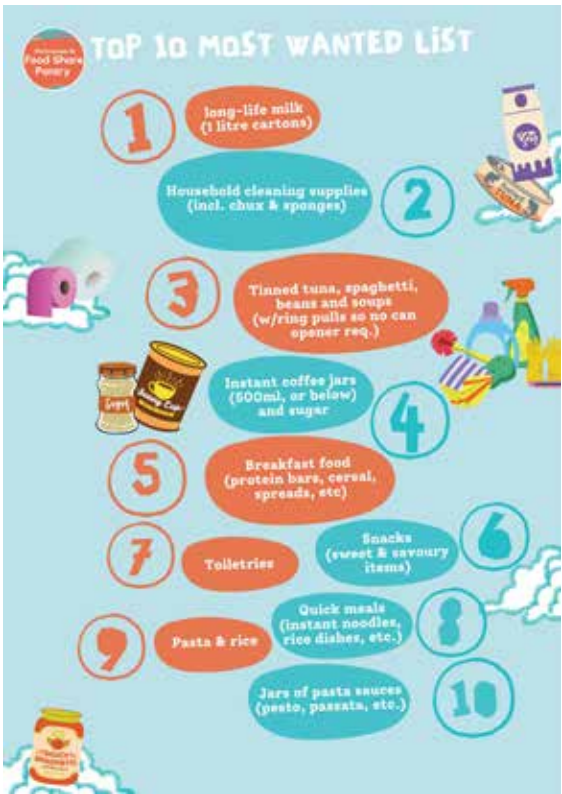 Food Share
Pantry
TOP 10 MOST WANTED LIST
1
long-life milk
(1 litre cartons)
Household cleaning supplies
(incl. chux & sponges)
2
3
Tinned tuna, spaghetti,
beans and soups
(w/ring pulls so no can
opener req.)
Instant coffee jars
(500ml, or below)
and sugar
4
5
Breakfast food
(protein bars, cereal,
spreads, etc)
6
Snacks
(sweet & savoury
items)
7
Toiletries
8
Quick meals
(instant noodles,
rice dishes, etc.)
9
Pasta & rice
10
Jars of pasta sauces
(pesto, passata, etc.)
TUNA
Sugar